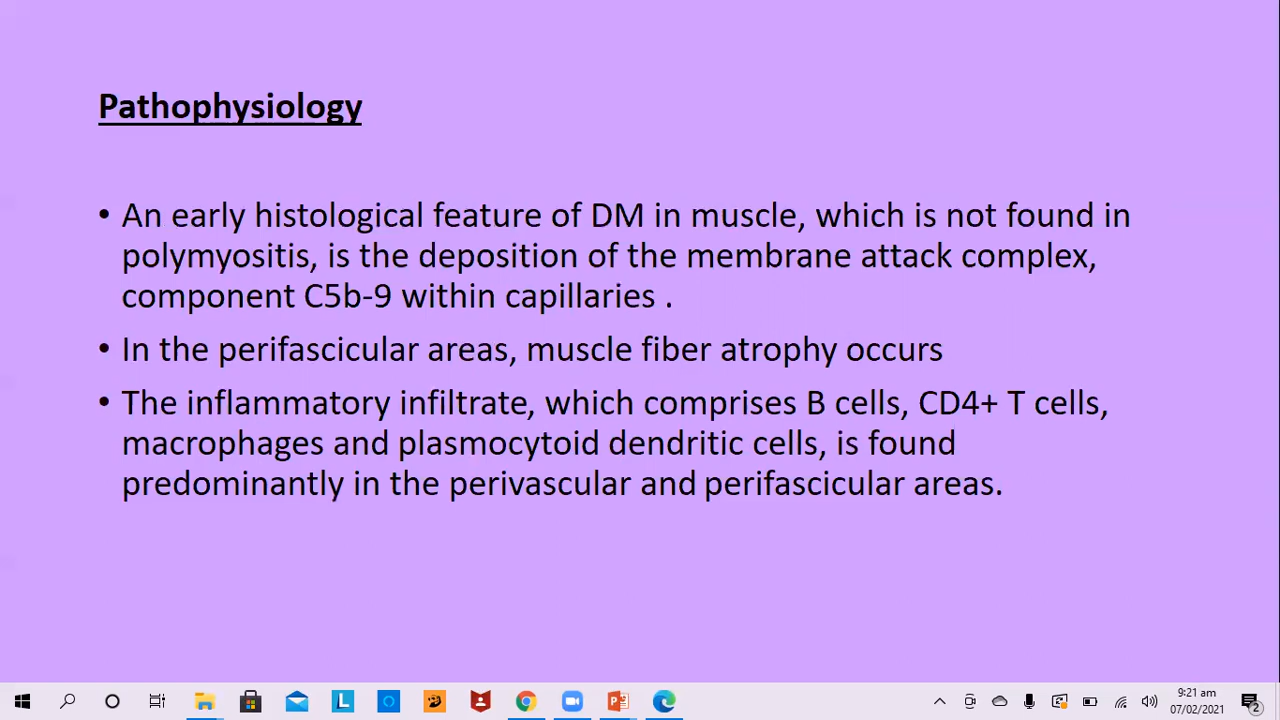 Pathophysiology
• An early histological feature of DM in muscle, which is not found in
polymyositis, is the deposition of the membrane attack complex,
component C5b-9 within capillaries .
• In the perifascicular areas, muscle fiber atrophy occurs
• The inflammatory infiltrate, which comprises B cells, CD4+ T cells,
macrophages and plasmocytoid dendritic cells, is found
predominantly in the perivascular and perifascicular areas.
L
9:21 am
07/02/2021
2